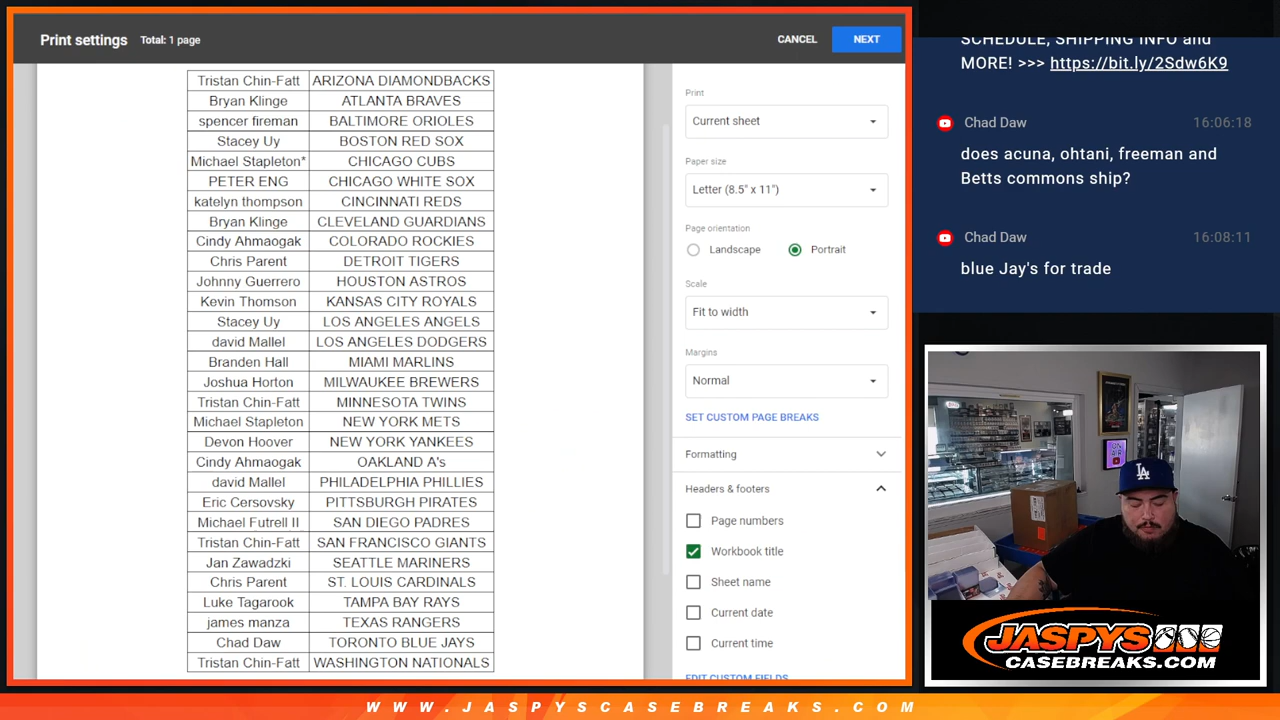 Print settings
Total: 1 page
CANCEL
NEXT
Tristan Chin-Fatt ARIZONA DIAMONDBACKS
Bryan Klinge ATLANTA BRAVES
spencer fireman BALTIMORE ORIOLES
Stacey Uy BOSTON RED SOX
Michael Stapleton* CHICAGO CUBS
PETER ENG CHICAGO WHITE SOX
katelyn thompson CINCINNATI REDS
Bryan Klinge CLEVELAND GUARDIANS
Cindy Ahmaogak COLORADO ROCKIES
Chris Parent DETROIT TIGERS
Johnny Guerrero HOUSTON ASTROS
Kevin Thomson KANSAS CITY ROYALS
Stacey Uy LOS ANGELES ANGELS
david Mallel LOS ANGELES DODGERS
Branden Hall MIAMI MARLINS
Joshua Horton MILWAUKEE BREWERS
Tristan Chin-Fatt MINNESOTA TWINS
Michael Stapleton NEW YORK METS
Devon Hoover NEW YORK YANKEES
Cindy Ahmaogak OAKLAND A's
david Mallel PHILADELPHIA PHILLIES
Eric Cersovsky PITTSBURGH PIRATES
Michael Futrell II SAN DIEGO PADRES
Tristan Chin-Fatt SAN FRANCISCO GIANTS
Jan Zawadzki SEATTLE MARINERS
Chris Parent ST. LOUIS CARDINALS
Luke Tagarook TAMPA BAY RAYS
james manza TEXAS RANGERS
Chad Daw TORONTO BLUE JAYS
Tristan Chin-Fatt WASHINGTON NATIONALS
Print
Current sheet
Paper size
Letter (8.5" x 11")
Page orientation
Landscape
Portrait
Scale
Fit to width
Margins
Normal
SET CUSTOM PAGE BREAKS
Formatting
Headers & footers
Page numbers
Workbook title
Sheet name
Current date
Current time
EDIT CUSTOM FIELDS
SCHEDULE, SHIPPING INFO and
MORE! >>> https://bit.ly/2Sdw6K9
Chad Daw 16:06:18
does acuna, ohtani, freeman and
Betts commons ship?
Chad Daw 16:08:11
blue Jay's for trade
ON
AIR
LA
JASPYS
CASEBREAKS.COM
WWW.JASPYSCASEBREAKS.COM